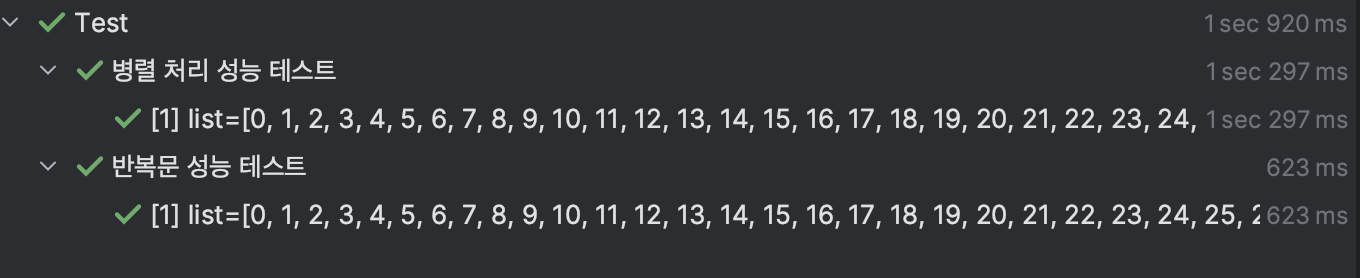 Test 1 sec 920 ms
병렬 처리 성능 테스트 1 sec 297 ms
[1] list=[0, 1, 2, 3, 4, 5, 6, 7, 8, 9, 10, 11, 12, 13, 14, 15, 16, 17, 18, 19, 20, 21, 22, 23, 24, 1 sec 297 ms
반복문 성능 테스트 623 ms
[1] list=[0, 1, 2, 3, 4, 5, 6, 7, 8, 9, 10, 11, 12, 13, 14, 15, 16, 17, 18, 19, 20, 21, 22, 23, 24, 25, 623 ms